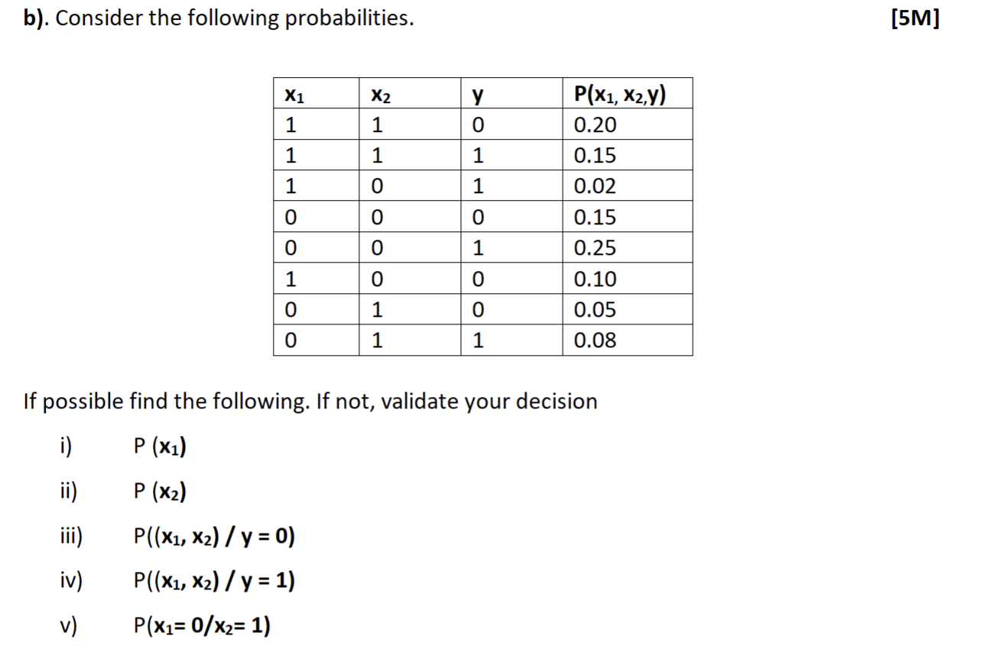 b). Consider the following probabilities. [5M]
x₁ x₂ y P(x₁, x₂,y)
1 1 0 0.20
1 1 1 0.15
1 0 1 0.02
0 0 0 0.15
0 0 1 0.25
1 0 0 0.10
0 1 0 0.05
0 1 1 0.08
If possible find the following. If not, validate your decision
i) P (x₁)
ii) P (x₂)
iii) P((x₁, x₂) / y = 0)
iv) P((x₁, x₂) / y = 1)
v) P(x₁= 0/x₂= 1)